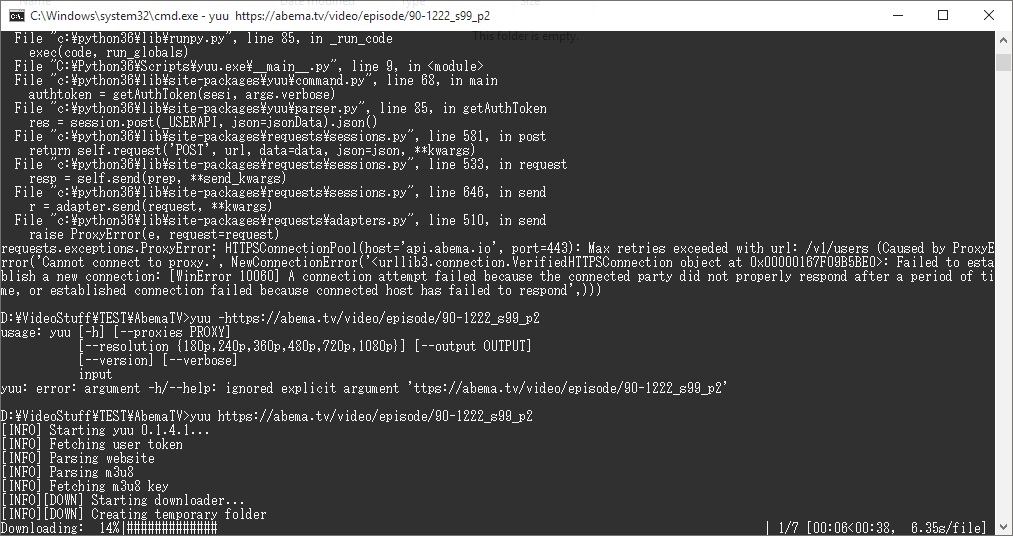 Name Date modified Type Size
C:\Windows\system32\cmd.exe - yuu  https://abema.tv/video/episode/90-1222_s99_p2
This folder is empty.
  File "c:¥python36¥lib¥runpy.py", line 85, in _run_code
    exec(code, run_globals)
  File "C:¥Python36¥Scripts¥yuu.exe¥__main__.py", line 9, in <module>
  File "c:¥python36¥lib¥site-packages¥yuu¥command.py", line 68, in main
    authtoken = getAuthToken(sesi, args.verbose)
  File "c:¥python36¥lib¥site-packages¥yuu¥parser.py", line 85, in getAuthToken
    res = session.post(_USERAPI, json=jsonData).json()
  File "c:¥python36¥lib¥site-packages¥requests¥sessions.py", line 581, in post
    return self.request('POST', url, data=data, json=json, **kwargs)
  File "c:¥python36¥lib¥site-packages¥requests¥sessions.py", line 533, in request
    resp = self.send(prep, **send_kwargs)
  File "c:¥python36¥lib¥site-packages¥requests¥sessions.py", line 646, in send
    r = adapter.send(request, **kwargs)
  File "c:¥python36¥lib¥site-packages¥requests¥adapters.py", line 510, in send
    raise ProxyError(e, request=request)
requests.exceptions.ProxyError: HTTPSConnectionPool(host='api.abema.io', port=443): Max retries exceeded with url: /v1/users (Caused by ProxyE
rror('Cannot connect to proxy.', NewConnectionError('<urllib3.connection.VerifiedHTTPSConnection object at 0x00000167F09B5BE0>: Failed to esta
blish a new connection: [WinError 10060] A connection attempt failed because the connected party did not properly respond after a period of ti
me, or established connection failed because connected host has failed to respond',)))
D:¥VideoStuff¥TEST¥AbemaTV>yuu -https://abema.tv/video/episode/90-1222_s99_p2
usage: yuu [-h] [--proxies PROXY]
           [--resolution {180p,240p,360p,480p,720p,1080p}] [--output OUTPUT]
           [--version] [--verbose]
           input
yuu: error: argument -h/--help: ignored explicit argument 'ttps://abema.tv/video/episode/90-1222_s99_p2'
D:¥VideoStuff¥TEST¥AbemaTV>yuu https://abema.tv/video/episode/90-1222_s99_p2
[INFO] Starting yuu 0.1.4.1...
[INFO] Fetching user token
[INFO] Parsing website
[INFO] Parsing m3u8
[INFO] Fetching m3u8 key
[INFO][DOWN] Starting downloader...
[INFO][DOWN] Creating temporary folder
Downloading:  14%|############# | 1/7 [00:06<00:38,  6.35s/file]